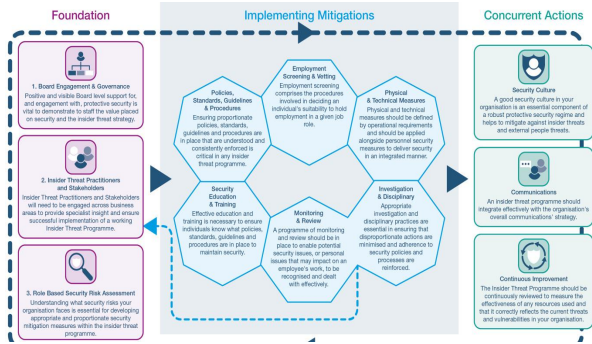 Foundation
Implementing Mitigations
Concurrent Actions
1. Board Engagement & Governance
Positive and visible Board level support for,
and engagement with, protective security is
vital to demonstrate to staff the value placed
on security and the insider threat strategy.
2. Insider Threat Practitioners
and Stakeholders
Insider Threat Practitioners and Stakeholders
will need to be engaged across business
areas to provide specialist insight and ensure
successful implementation of a working
Insider Threat Programme.
3. Role Based Security Risk Assessment
Understanding what security risks your
organisation faces is essential for developing
appropriate and proportionate security
mitigation measures within the insider threat
programme.
Policies,
Standards, Guidelines
& Procedures
Ensuring proportionate
policies, standards,
guidelines and procedures are
in place that are understood and
consistently enforced is
critical in any insider
threat programme.
Employment
Screening & Vetting
Employment screening
comprises the procedures
involved in deciding an
individual's suitability to hold
employment in a given job
role.
Physical
& Technical Measures
Physical and technical
measures should be defined
by operational requirements
and should be applied
alongside personnel security
measures to deliver security
in an integrated manner.
Security
Education
& Training
Effective education and
training is necessary to ensure
individuals know what policies,
standards, guidelines and
procedures are in place to
maintain security.
Monitoring
& Review
A programme of monitoring
and review should be in
place to enable potential
security issues, or personal
issues that may impact on
an employee's work, to
be recognised and dealt
with effectively.
Investigation
& Disciplinary
Appropriate
investigation and
disciplinary practices are
essential in ensuring that
disproportionate actions are
minimised and adherence to
security policies and
processes are
reinforced.
Security Culture
A good security culture in your
organisation is an essential component of
a robust protective security regime and
helps to mitigate against insider threats
and external people threats.
Communications
An insider threat programme should
integrate effectively with the organisation's
overall communications' strategy.
Continuous Improvement
The Insider Threat Programme should be
continuously reviewed to measure the
effectiveness of any resources used and
that it correctly reflects the current threats
and vulnerabilities in your organisation.